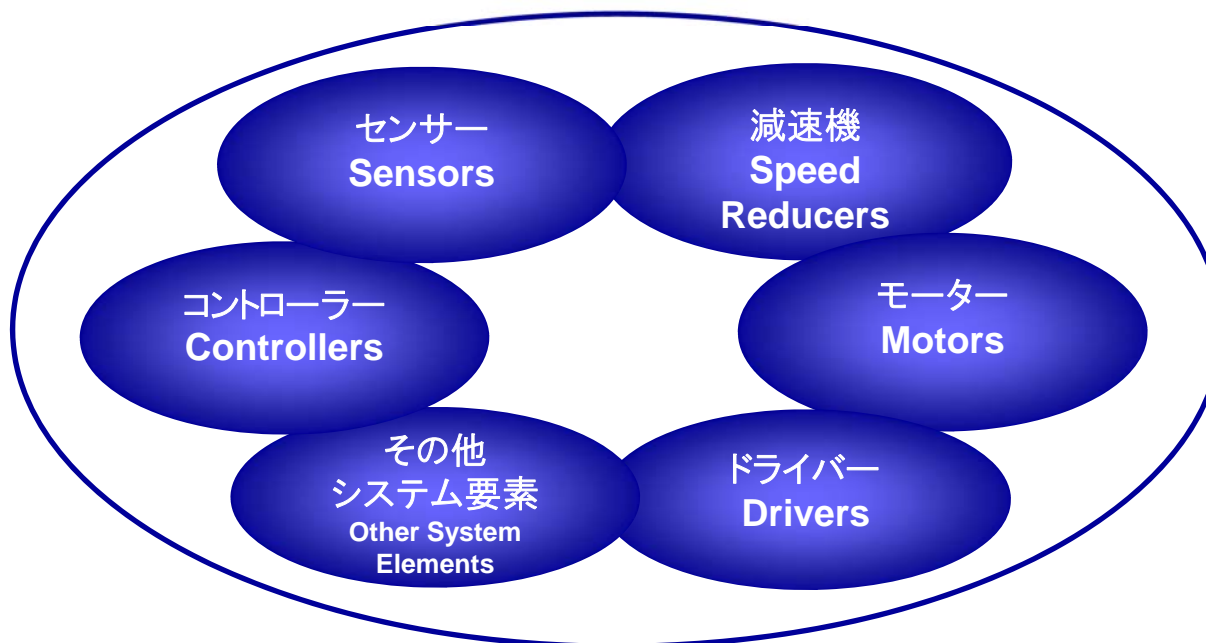 センサー
Sensors
減速機
Speed
Reducers
コントローラー
Controllers
モーター
Motors
その他
システム要素
Other System
Elements
ドライバー
Drivers